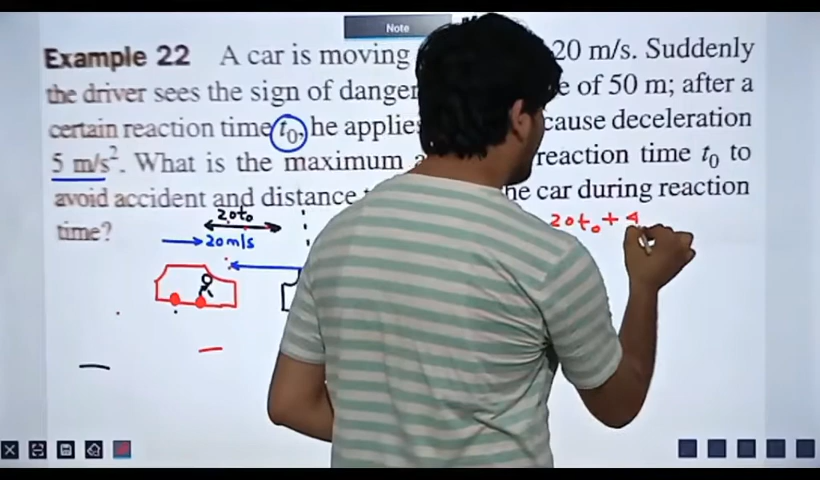 Note
Example 22 A car is moving 20 m/s. Suddenly
the driver sees the sign of danger of 50 m; after a
certain reaction time t₀, he applies cause deceleration
5 m/s². What is the maximum reaction time t₀ to
avoid accident and distance he car during reaction
time?
20t₀
20t₀ + 4
20m/s